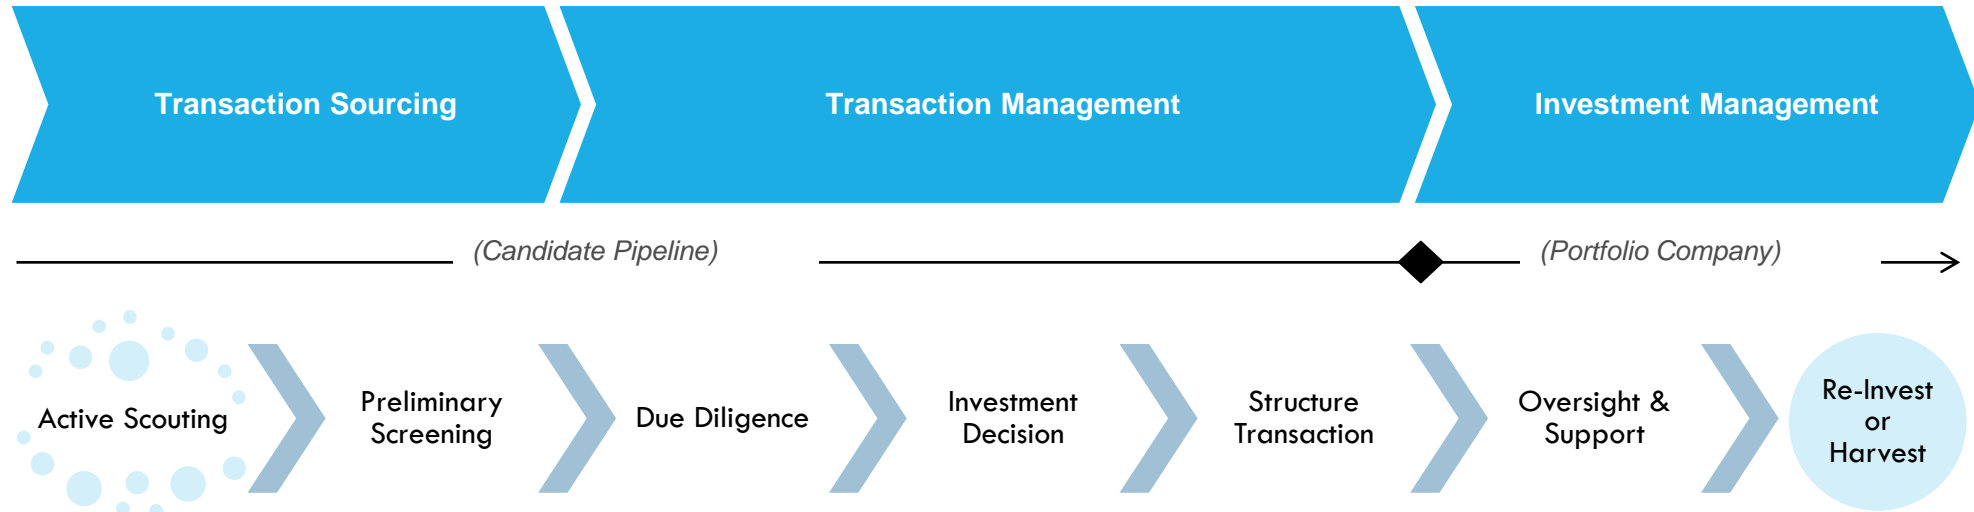 Transaction Sourcing
Transaction Management
Investment Management
(Candidate Pipeline)
(Portfolio Company)
Active Scouting
Preliminary
Screening
Due Diligence
Investment
Decision
Structure
Transaction
Oversight &
Support
Re-Invest
or
Harvest